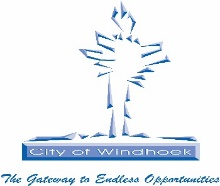 City of Windhoek
The Gateway to Endless Opportunities